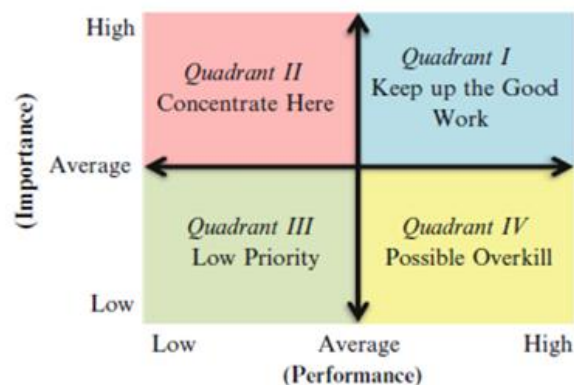 High
Quadrant II
Concentrate Here
Quadrant I
Keep up the Good
Work
(Importance)
Average
Quadrant III
Low Priority
Quadrant IV
Possible Overkill
Low
Low
Average
High
(Performance)